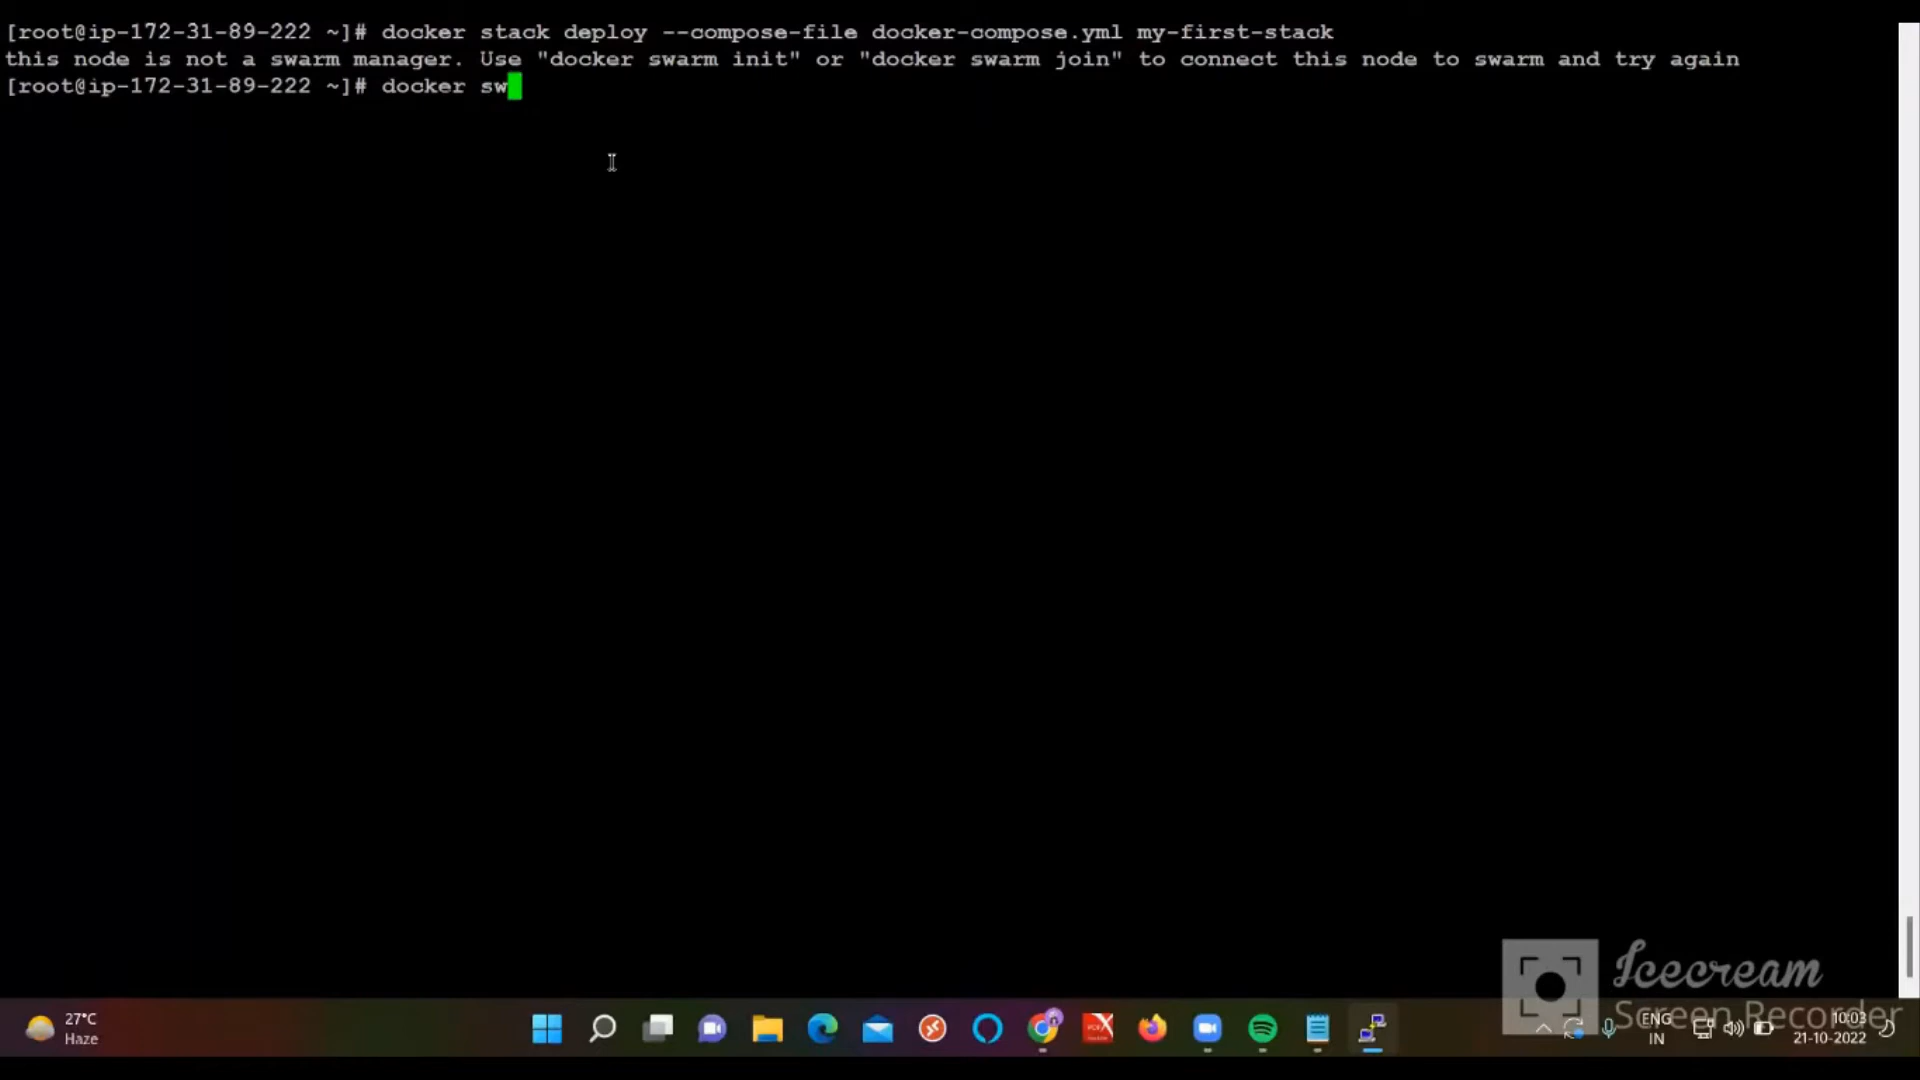 [root@ip-172-31-89-222 ~]# docker stack deploy --compose-file docker-compose.yml my-first-stack
this node is not a swarm manager. Use "docker swarm init" or "docker swarm join" to connect this node to swarm and try again
[root@ip-172-31-89-222 ~]# docker sw
Icecream
Screen Recorder
27°C
Haze
ENG
IN
10:03
21-10-2022